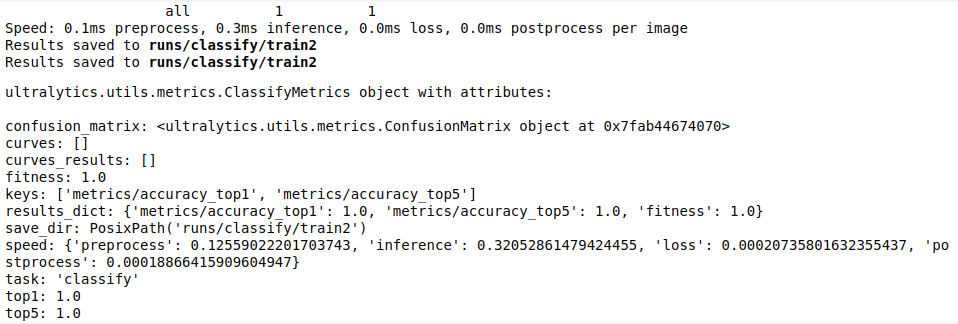 all 1 1
Speed: 0.1ms preprocess, 0.3ms inference, 0.0ms loss, 0.0ms postprocess per image
Results saved to runs/classify/train2
Results saved to runs/classify/train2
ultralytics.utils.metrics.ClassifyMetrics object with attributes:
confusion_matrix: <ultralytics.utils.metrics.ConfusionMatrix object at 0x7fab44674070>
curves: []
curves_results: []
fitness: 1.0
keys: ['metrics/accuracy_top1', 'metrics/accuracy_top5']
results_dict: {'metrics/accuracy_top1': 1.0, 'metrics/accuracy_top5': 1.0, 'fitness': 1.0}
save_dir: PosixPath('runs/classify/train2')
speed: {'preprocess': 0.12559022201703743, 'inference': 0.32052861479424455, 'loss': 0.00020735801632355437, 'po
stprocess': 0.00018866415909604947}
task: 'classify'
top1: 1.0
top5: 1.0